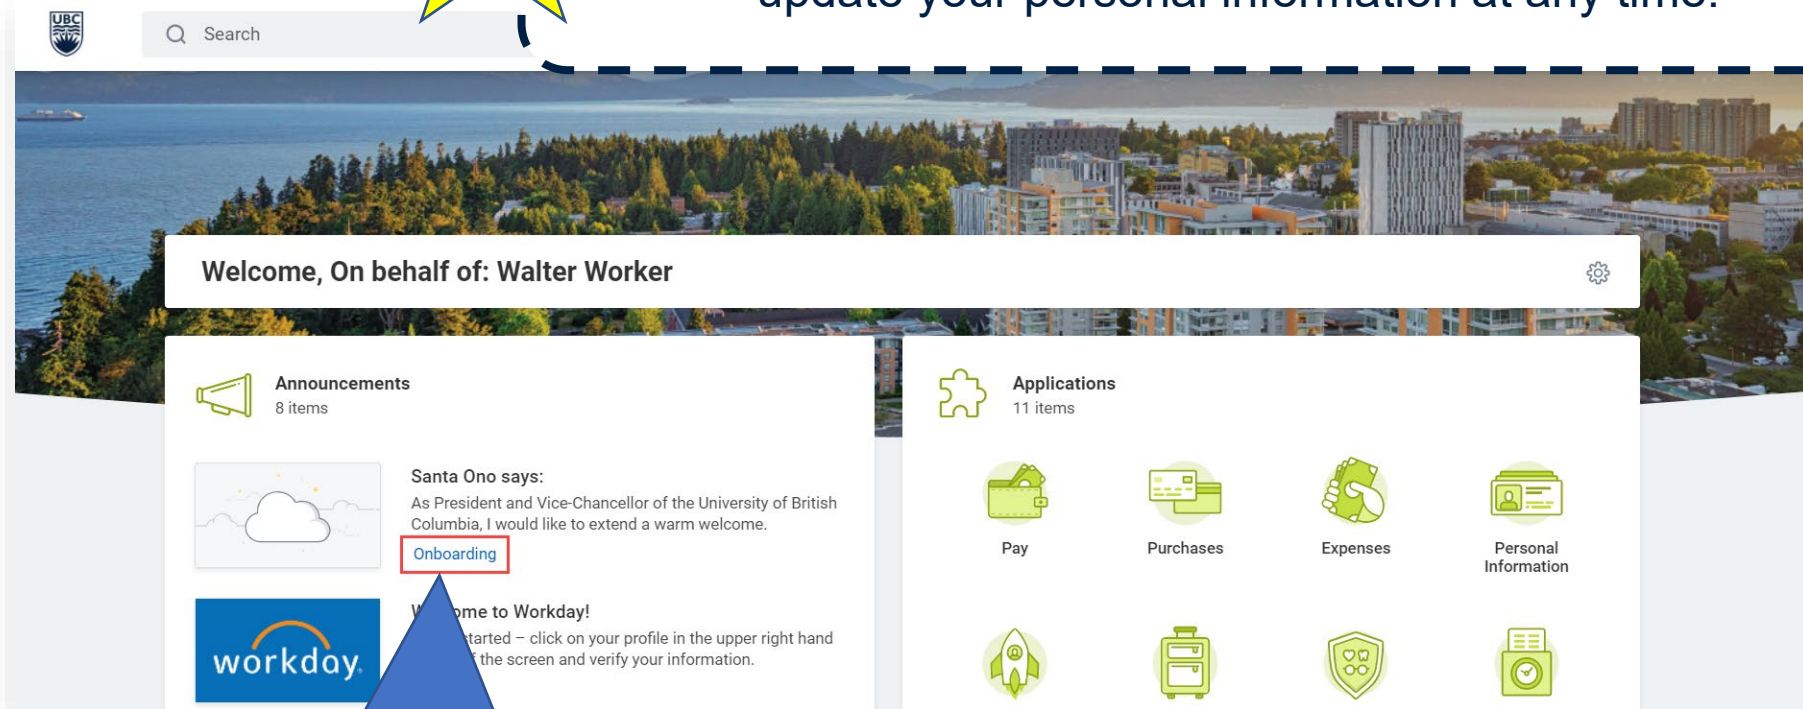 update your personal information at any time.
UBC
Search
Welcome, On behalf of: Walter Worker
Announcements
8 items
Santa Ono says:
As President and Vice-Chancellor of the University of British
Columbia, I would like to extend a warm welcome.
Onboarding
to Workday!
started – click on your profile in the upper right hand
the screen and verify your information.
workday.
Applications
11 items
Pay
Purchases
Expenses
Personal
Information